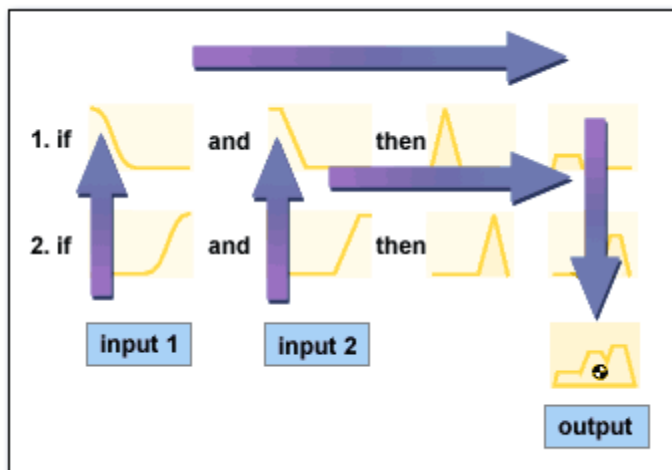 1. if and then
2. if and then
input 1 input 2
output